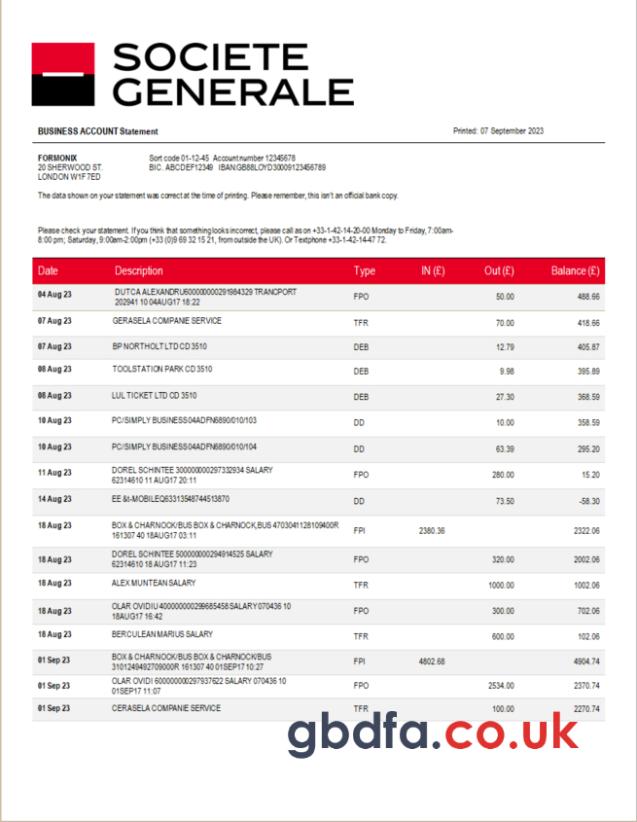 SOCIETE
GENERALE
BUSINESS ACCOUNT Statement Printed: 07 September 2023
FORMONIX Sort code 01-12-45 Account number 12345678
20 SHERWOOD ST. BIC. ABCDEF12349 IBAN:GB88LOYD30009123456789
LONDON W1F 7ED
The data shown on your statement was correct at the time of printing. Please remember, this isn't an official bank copy.
Please check your statement. If you think that something looks incorrect, please call as on +33-1-42-14-20-00 Monday to Friday, 7:00am-
8:00 pm; Saturday, 9:00am-2:00pm (+33 (0)9 69 32 15 21, from outside the UK). Or Textphone +33-1-42-14-47 72.
Date Description Type IN (£) Out (£) Balance (£)
04 Aug 23 DUTCA ALEXANDRU600000000291984329 TRANCPORT FPO 50.00 488.66
202941 10 04AUG17 18:22
07 Aug 23 GERASELA COMPANIE SERVICE TFR 70.00 418.66
07 Aug 23 BP NORTHOLT LTD CD 3510 DEB 12.79 405.87
08 Aug 23 TOOLSTATION PARK CD 3510 DEB 9.98 395.89
08 Aug 23 LUL TICKET LTD CD 3510 DEB 27.30 368.59
10 Aug 23 PC/SIMPLY BUSINESS04ADFN6890/010/103 DD 10.00 358.59
10 Aug 23 PC/SIMPLY BUSINESS04ADFN6890/010/104 DD 63.39 295.20
11 Aug 23 DOREL SCHINTEE 300000000297332934 SALARY FPO 280.00 15.20
62314610 11 AUG17 20:11
14 Aug 23 EE &t-MOBILEQ63313548744513870 DD 73.50 -58.30
18 Aug 23 BOX & CHARNOCK/BUS BOX & CHARNOCK,BUS 4703041128109400R FPI 2380.36 2322.06
161307 40 18AUG17 03:11
18 Aug 23 DOREL SCHINTEE 500000000294914525 SALARY FPO 320.00 2002.06
62314610 18 AUG17 11:23
18 Aug 23 ALEX MUNTEAN SALARY TFR 1000.00 1002.06
18 Aug 23 OLAR OVIDIU 400000000299685458 SALARY 070436 10 FPO 300.00 702.06
18AUG17 16:42
18 Aug 23 BERCULEAN MARIUS SALARY TFR 600.00 102.06
01 Sep 23 BOX & CHARNOCK/BUS BOX & CHARNOCK/BUS FPI 4802.68 4904.74
3101249492709000R 161307 40 01SEP17 10:27
01 Sep 23 OLAR OVIDI 600000000297937622 SALARY 070436 10 FPO 2534.00 2370.74
01SEP17 11:07
01 Sep 23 CERASELA COMPANIE SERVICE TFR 100.00 2270.74
gbdfa.co.uk